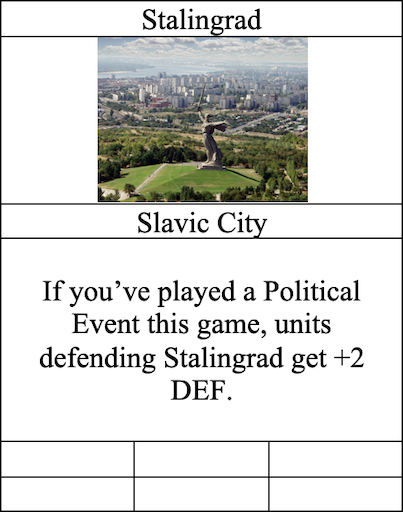 Stalingrad
Slavic City
If you’ve played a Political
Event this game, units
defending Stalingrad get +2
DEF.